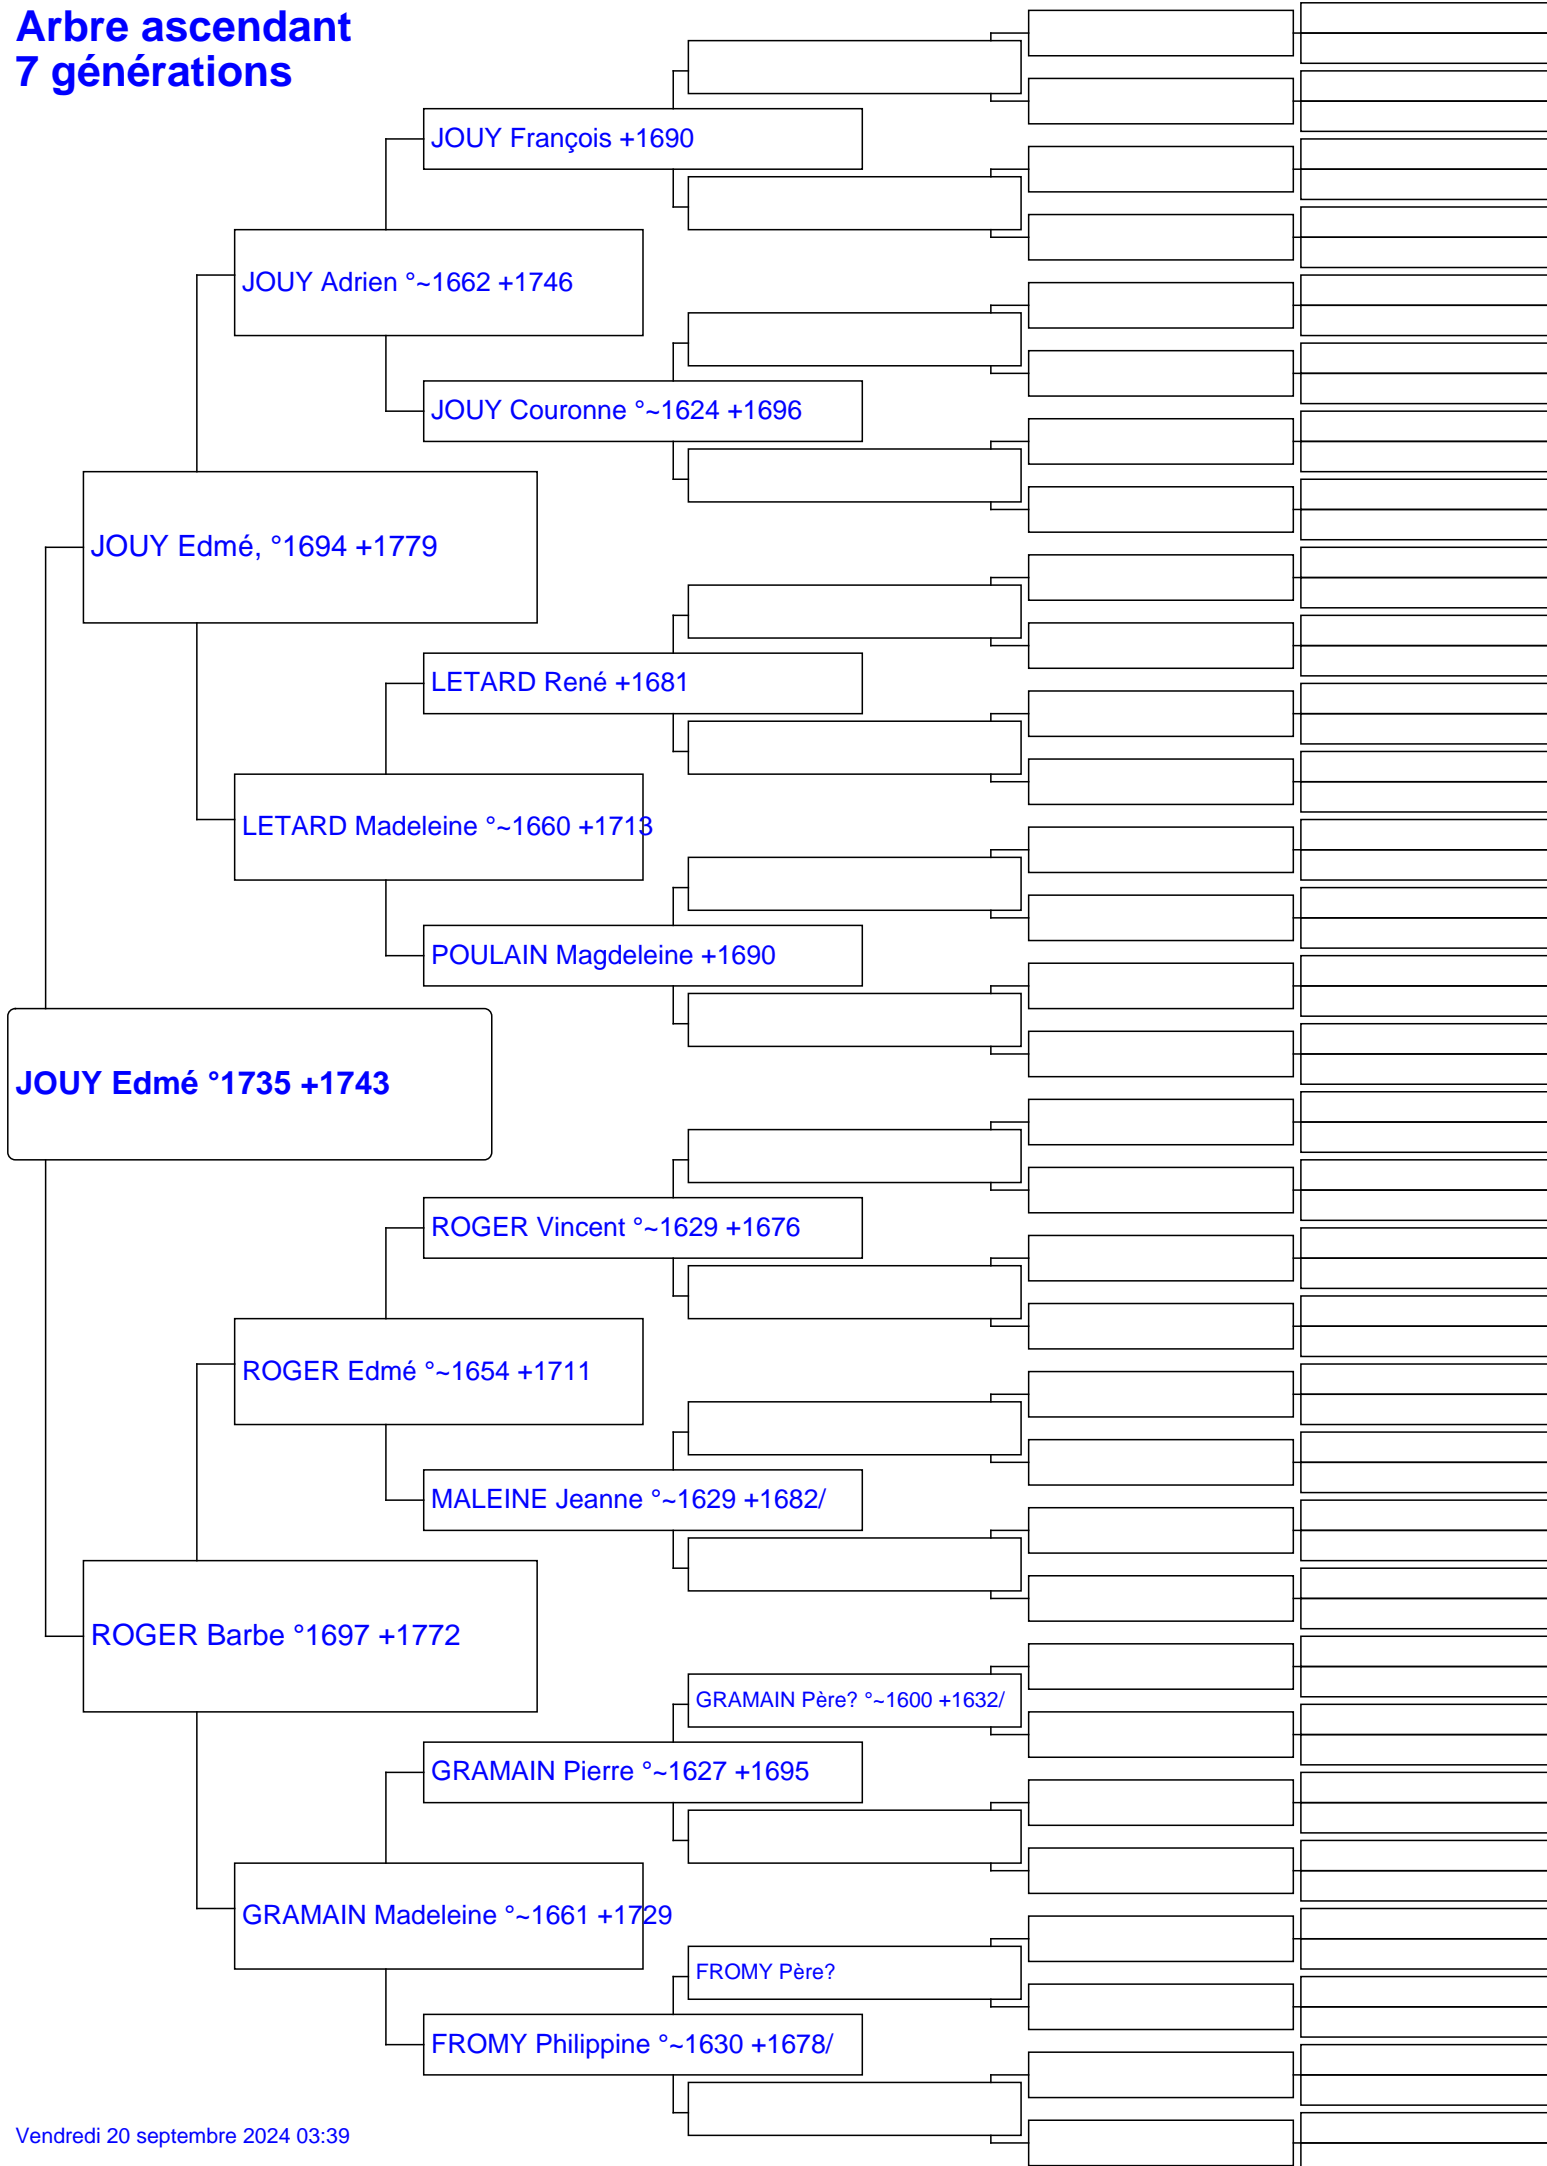 Arbre ascendant
7 générations
JOUY François +1690
JOUY Adrien °~1662 +1746
JOUY Couronne °~1624 +1696
JOUY Edmé, °1694 +1779
LETARD René +1681
LETARD Madeleine °~1660 +1713
POULAIN Magdeleine +1690
JOUY Edmé °1735 +1743
ROGER Vincent °~1629 +1676
ROGER Edmé °~1654 +1711
MALEINE Jeanne °~1629 +1682/
ROGER Barbe °1697 +1772
GRAMAIN Père? °~1600 +1632/
GRAMAIN Pierre °~1627 +1695
GRAMAIN Madeleine °~1661 +1729
FROMY Père?
FROMY Philippine °~1630 +1678/
Vendredi 20 septembre 2024 03:39